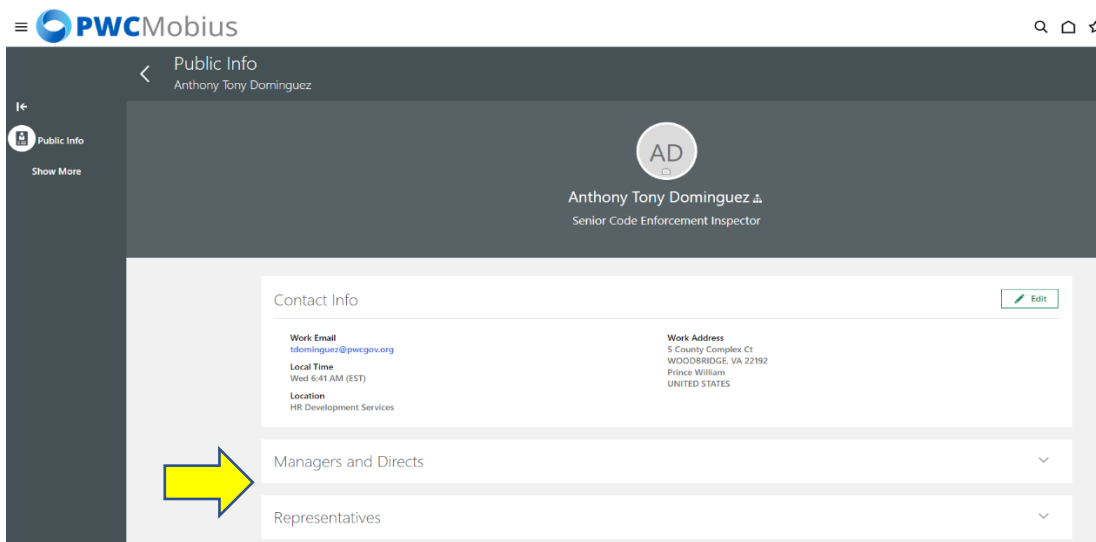 PWCMobius
Public Info
Anthony Tony Dominguez
Public Info
Show More
AD
Anthony Tony Dominguez
Senior Code Enforcement Inspector
Contact Info
Edit
Work Email
tdominguez@pwcgov.org
Local Time
Wed 6:41 AM (EST)
Location
HR Development Services
Work Address
5 County Complex Ct
WOODBRIDGE, VA 22192
Prince William
UNITED STATES
Managers and Directs
Representatives